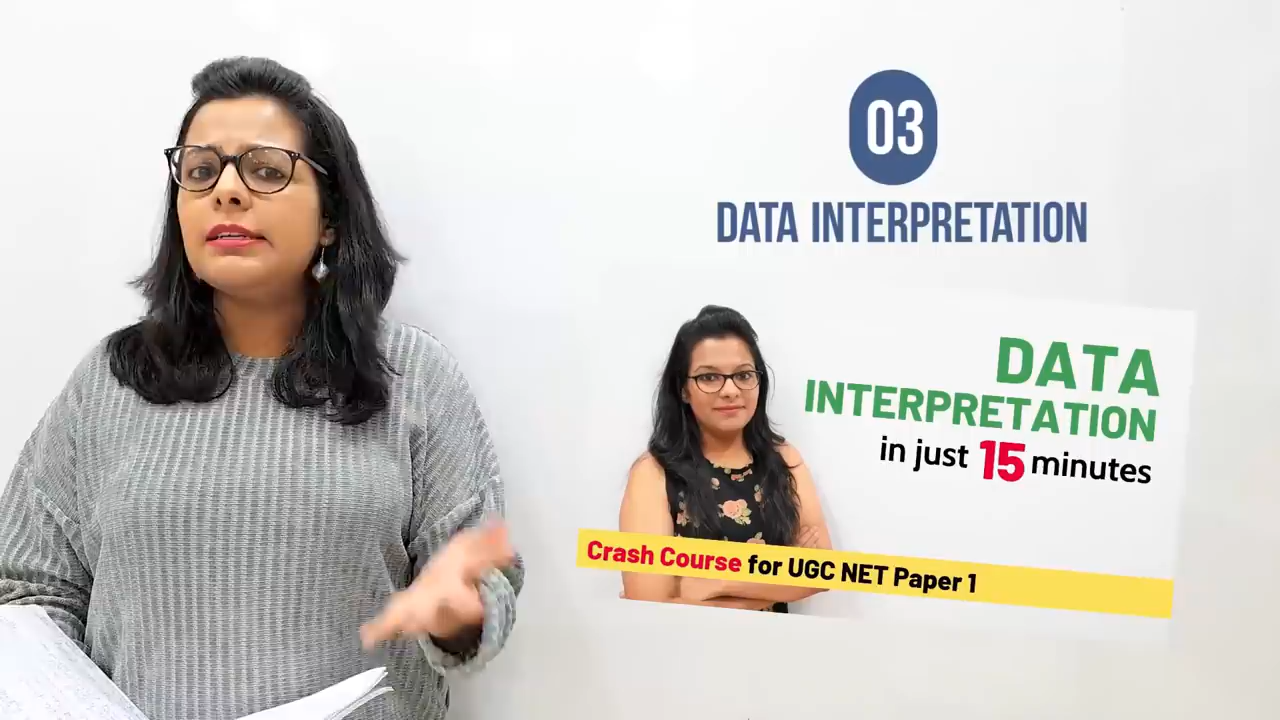 03
DATA INTERPRETATION
DATA
INTERPRETATION
in just 15 minutes
Crash Course for UGC NET Paper 1